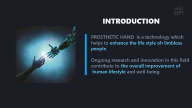 INTRODUCTION
PROSTHETIC HAND is a technology which
helps to enhance the life style of limbless
people.
Ongoing research and innovation in this field
contribute to the overall improvement of
human lifestyle and well-being.